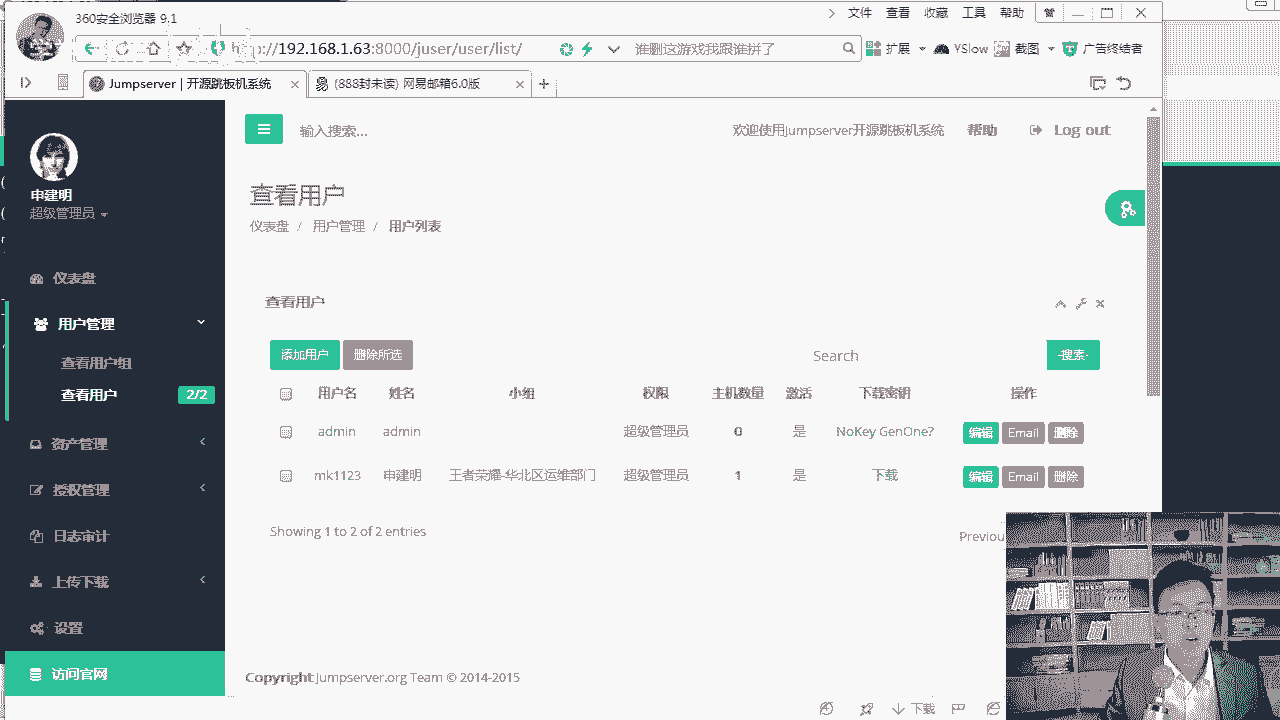 360安全浏览器 9.1
文件 查看 收藏 工具 帮助
192.168.1.63:8000/juser/user/list/
谁删这游戏我跟谁拼了
扩展 YSlow 截图 广告终结者
Jumpserver | 开源跳板机系统
(888封未读) 网易邮箱6.0版
申建明
超级管理员
仪表盘
用户管理
查看用户组
查看用户 2/2
资产管理
授权管理
日志审计
上传下载
设置
访问官网
输入搜索...
欢迎使用Jumpserver开源跳板机系统 帮助 Log out
查看用户
仪表盘 / 用户管理 / 用户列表
查看用户
添加用户 删除所选 Search -搜索-
用户名 姓名 小组 权限 主机数量 激活 下载密钥 操作
admin admin 超级管理员 0 是 NoKey GenOne? 编辑 Email 删除
mk1123 申建明 王者荣耀-华北区运维部门 超级管理员 1 是 下载 编辑 Email 删除
Showing 1 to 2 of 2 entries
Previou
Copyright Jumpserver.org Team © 2014-2015
下载